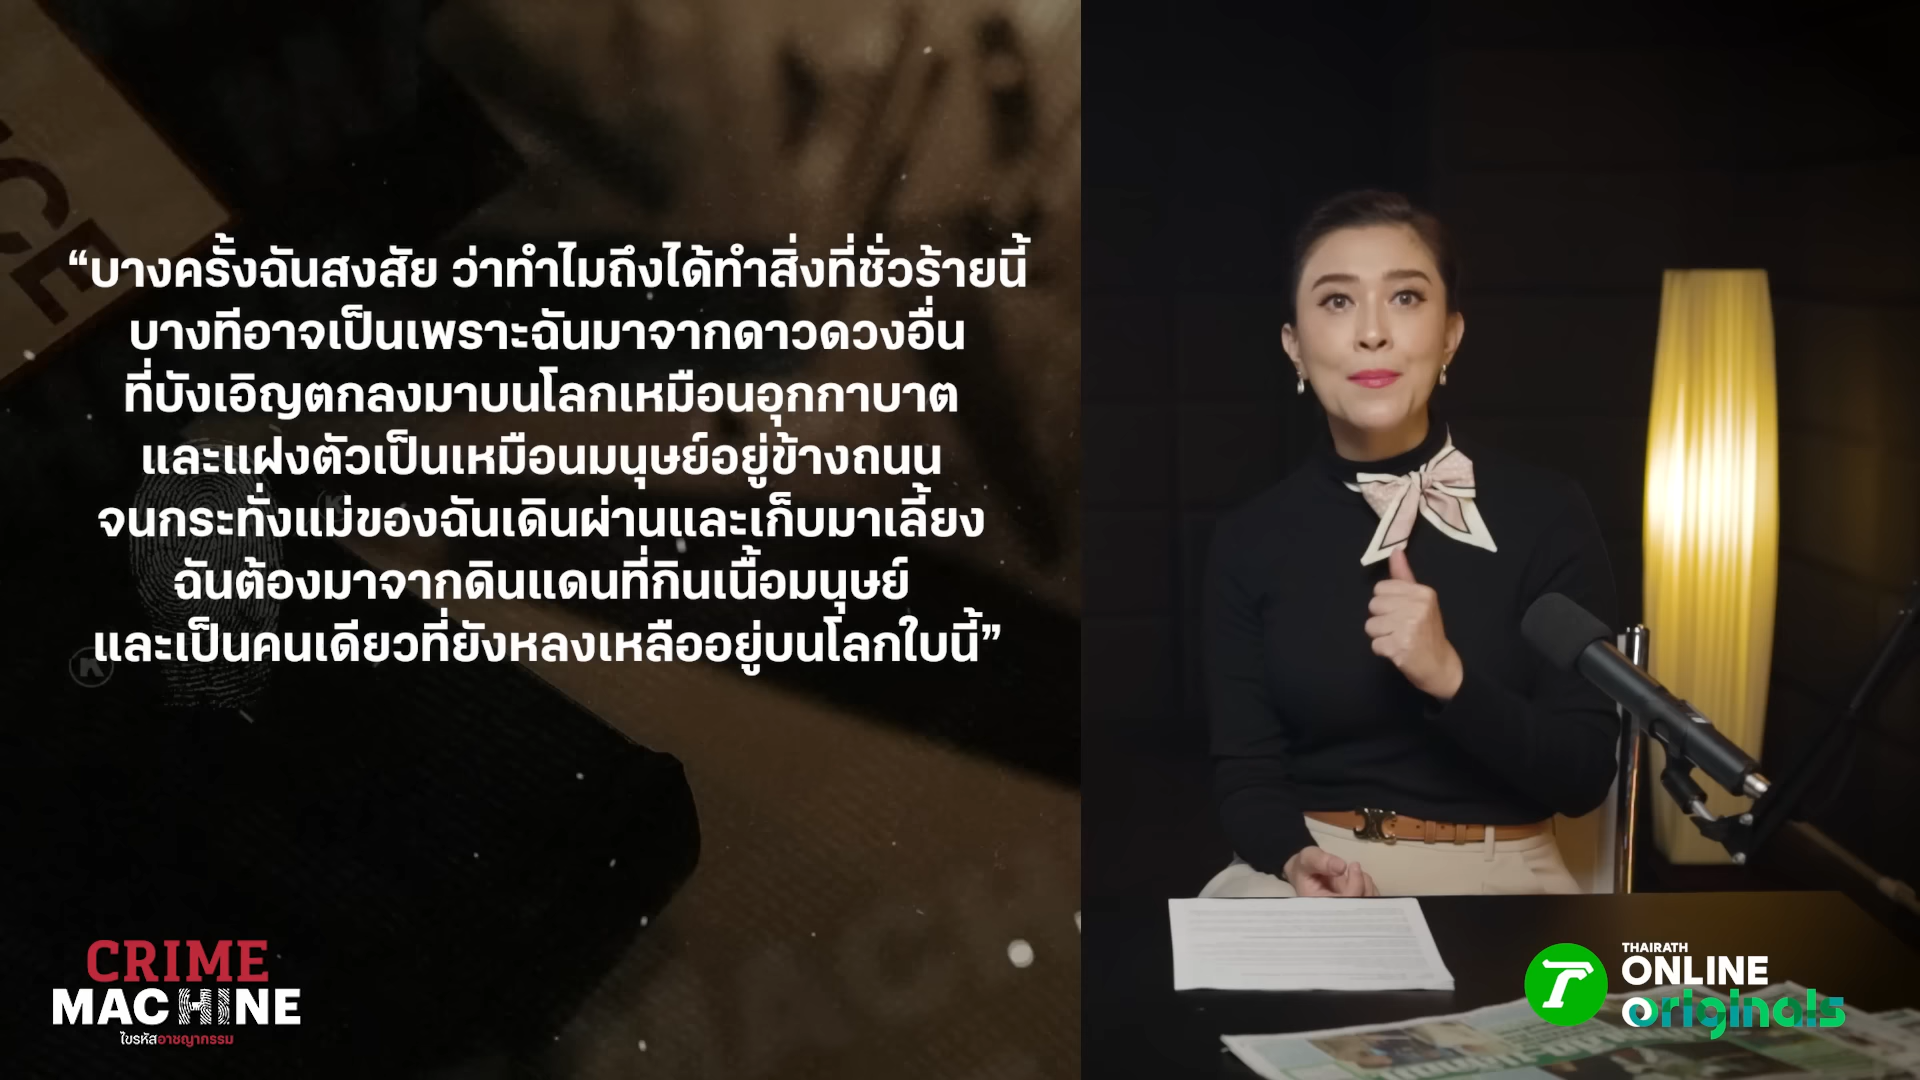 “บางครั้งฉันสงสัย ว่าทำไมถึงได้ทำสิ่งที่ชั่วร้ายนี้
บางทีอาจเป็นเพราะฉันมาจากดาวดวงอื่น
ที่บังเอิญตกลงมาบนโลกเหมือนอุกกาบาต
และแฝงตัวเป็นเหมือนมนุษย์อยู่ข้างถนน
จนกระทั่งแม่ของฉันเดินผ่านและเก็บมาเลี้ยง
ฉันต้องมาจากดินแดนที่กินเนื้อมนุษย์
และเป็นคนเดียวที่ยังหลงเหลืออยู่บนโลกใบนี้”
CRIME
MACHINE
ไขรหัสอาชญากรรม
THAIRATH
ONLINE
originals